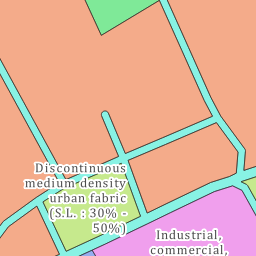 Discontinuous
medium density
urban fabric
(S.L. : 30% -
50%)
Industrial,
commercial,